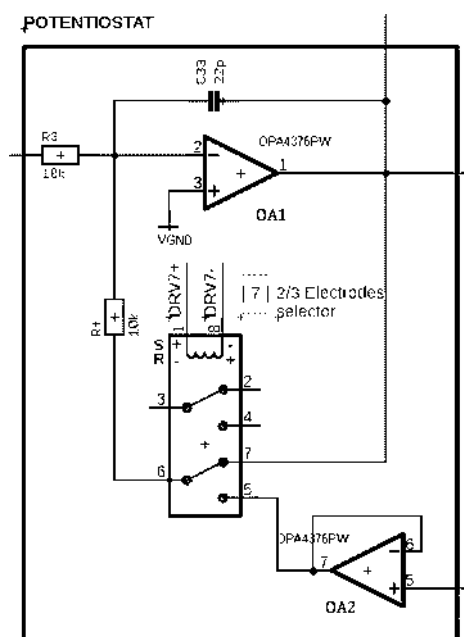 POTENTIOSTAT
C33
22p
R3
10k
OPA4376PW
2
3
1
OA1
VGND
DRV7+
DRV7-
| 7 | 2/3 Electrodes
selector
10k
1
8
S + -
R - +
3
2
4
6
7
5
OPA4376PW
7
6
5
OA2